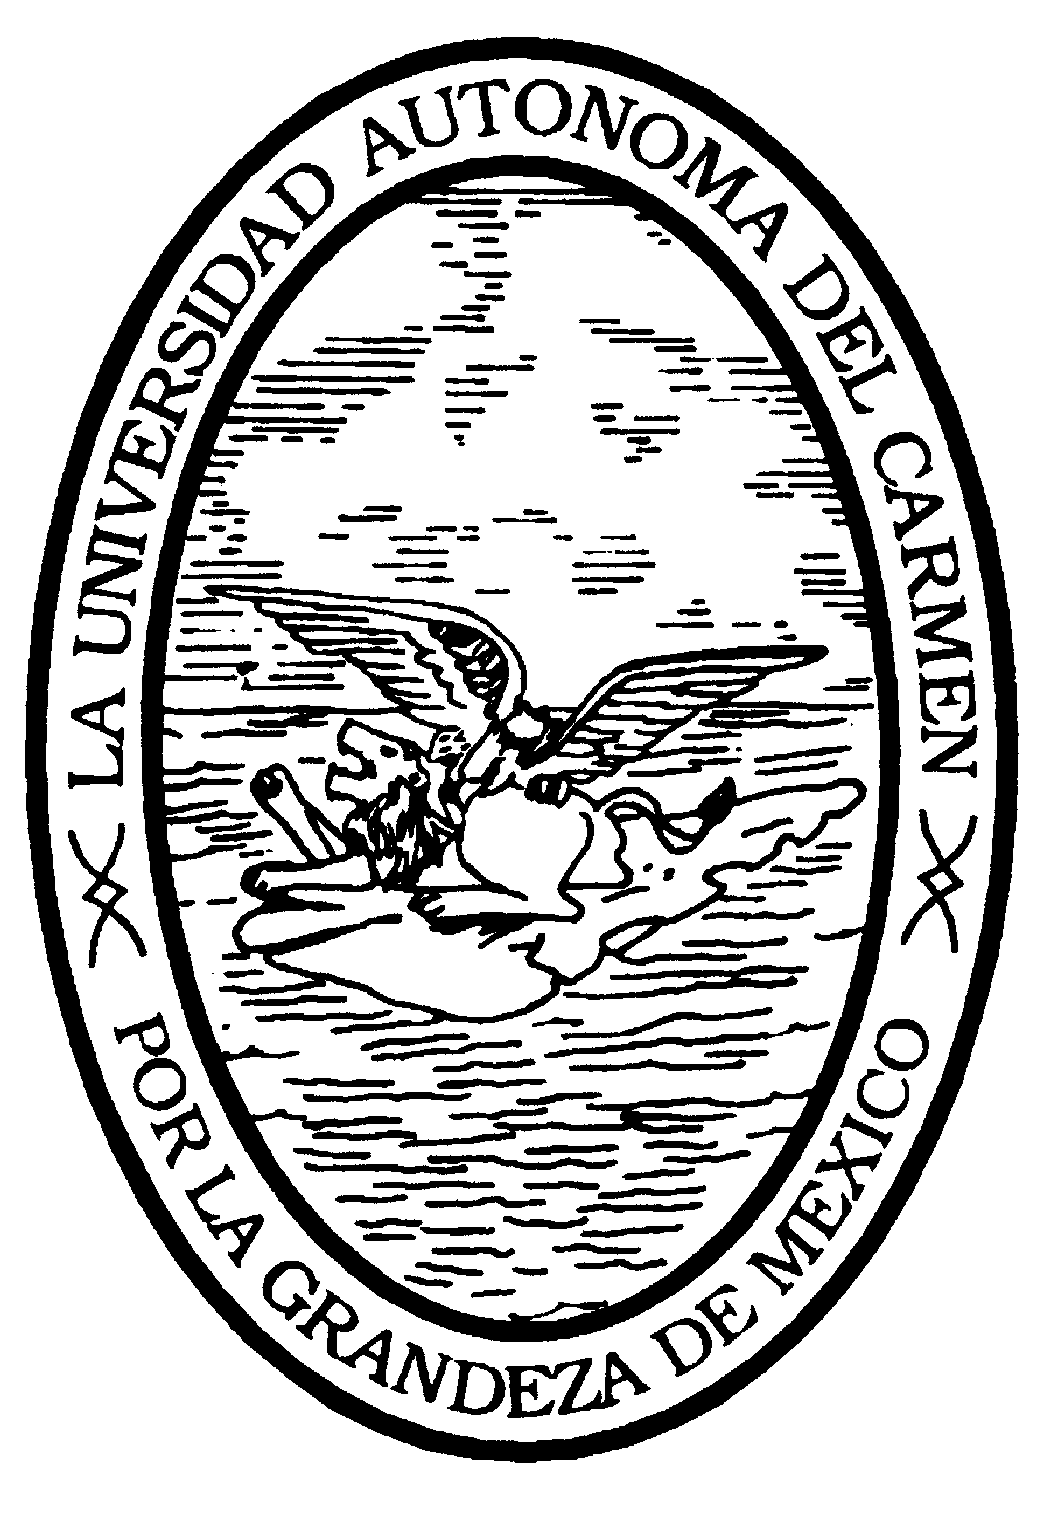 LA UNIVERSIDAD AUTONOMA DEL CARMEN
POR LA GRANDEZA DE MEXICO